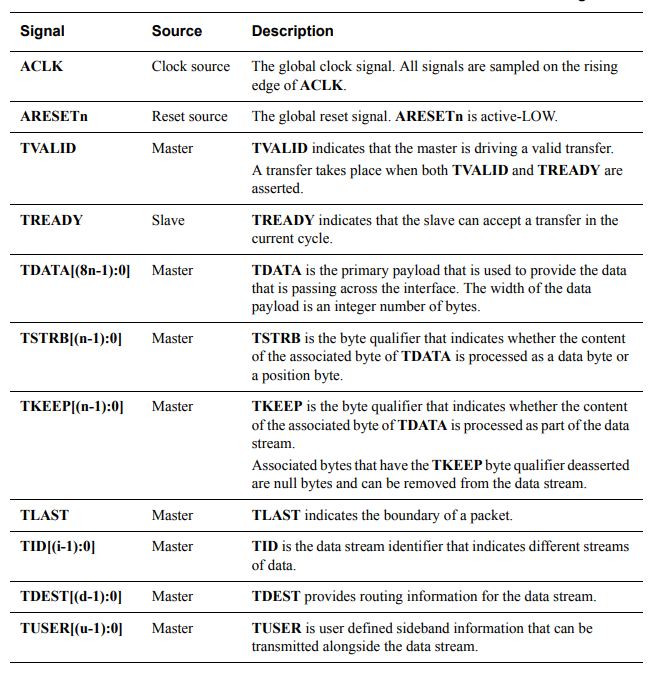 Signal Source Description
ACLK Clock source The global clock signal. All signals are sampled on the rising
edge of ACLK.
ARESETn Reset source The global reset signal. ARESETn is active-LOW.
TVALID Master TVALID indicates that the master is driving a valid transfer.
A transfer takes place when both TVALID and TREADY are
asserted.
TREADY Slave TREADY indicates that the slave can accept a transfer in the
current cycle.
TDATA[(8n-1):0] Master TDATA is the primary payload that is used to provide the data
that is passing across the interface. The width of the data
payload is an integer number of bytes.
TSTRB[(n-1):0] Master TSTRB is the byte qualifier that indicates whether the content
of the associated byte of TDATA is processed as a data byte or
a position byte.
TKEEP[(n-1):0] Master TKEEP is the byte qualifier that indicates whether the content
of the associated byte of TDATA is processed as part of the data
stream.
Associated bytes that have the TKEEP byte qualifier deasserted
are null bytes and can be removed from the data stream.
TLAST Master TLAST indicates the boundary of a packet.
TID[(i-1):0] Master TID is the data stream identifier that indicates different streams
of data.
TDEST[(d-1):0] Master TDEST provides routing information for the data stream.
TUSER[(u-1):0] Master TUSER is user defined sideband information that can be
transmitted alongside the data stream.